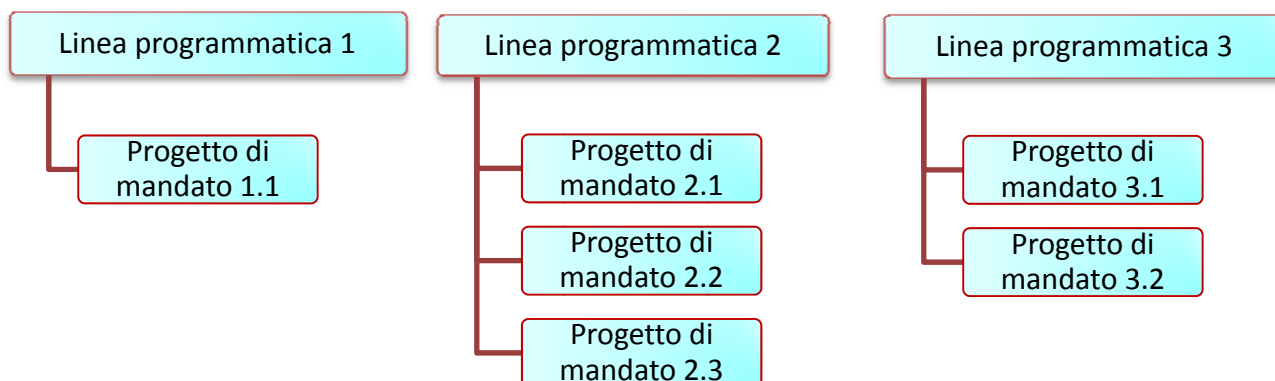 Linea programmatica 1
Progetto di
mandato 1.1
Linea programmatica 2
Progetto di
mandato 2.1
Progetto di
mandato 2.2
Progetto di
mandato 2.3
Linea programmatica 3
Progetto di
mandato 3.1
Progetto di
mandato 3.2